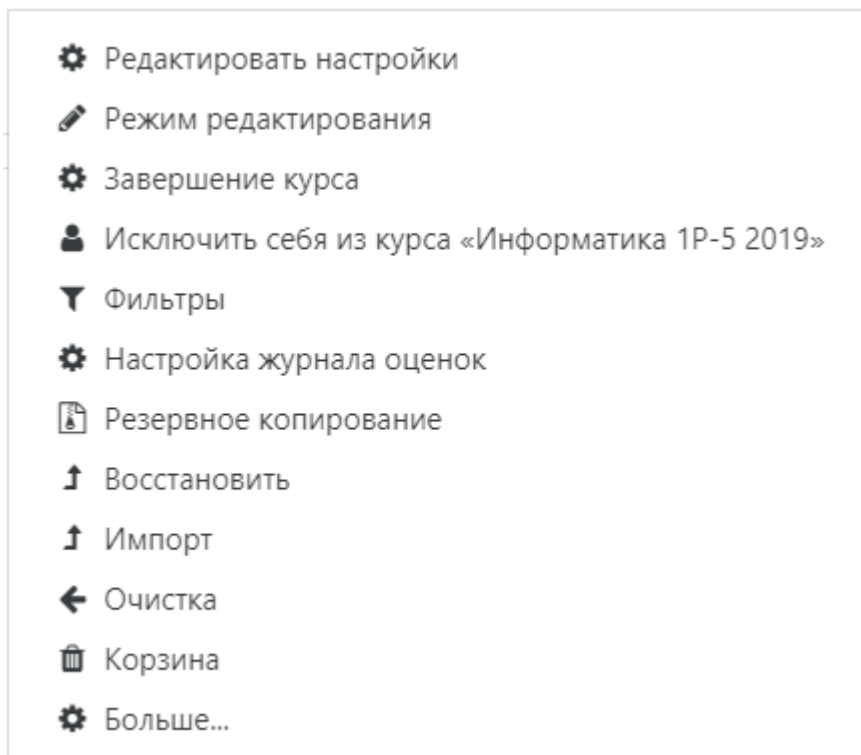 Редактировать настройки
Режим редактирования
Завершение курса
Исключить себя из курса «Информатика 1Р-5 2019»
Фильтры
Настройка журнала оценок
Резервное копирование
Восстановить
Импорт
Очистка
Корзина
Больше...